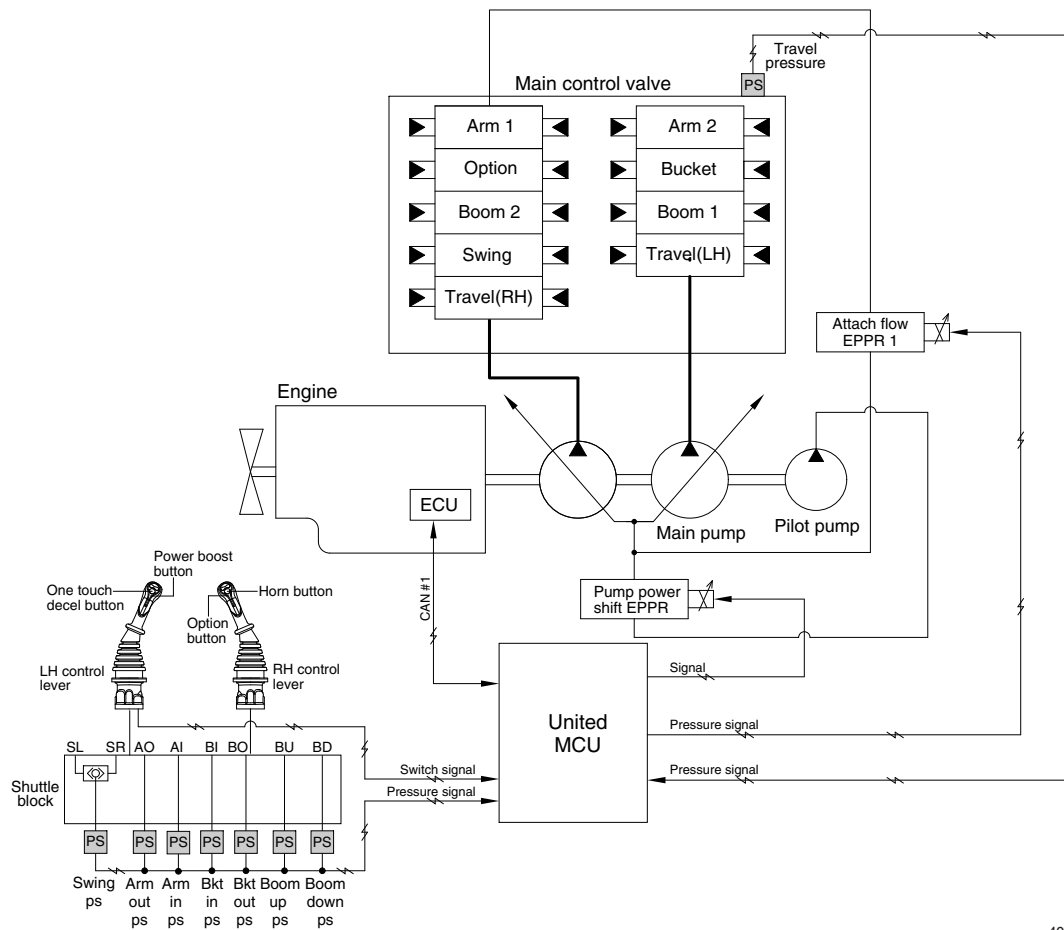 Travel
pressure
PS
Main control valve
Arm 1
Option
Boom 2
Swing
Travel(RH)
Arm 2
Bucket
Boom 1
Travel(LH)
Attach flow
EPPR 1
Engine
ECU
Main pump
Pilot pump
Pump power
shift EPPR
CAN #1
Power boost
button
One touch
decel button
Horn button
Option
button
LH control
lever
RH control
lever
United
MCU
Signal
Pressure signal
Pressure signal
Switch signal
Pressure signal
SL SR AO AI BI BO BU BD
Shuttle
block
PS PS PS PS PS PS PS
Swing
ps
Arm
out
ps
Arm
in
ps
Bkt
in
ps
Bkt
out
ps
Boom
up
ps
Boom
down
ps